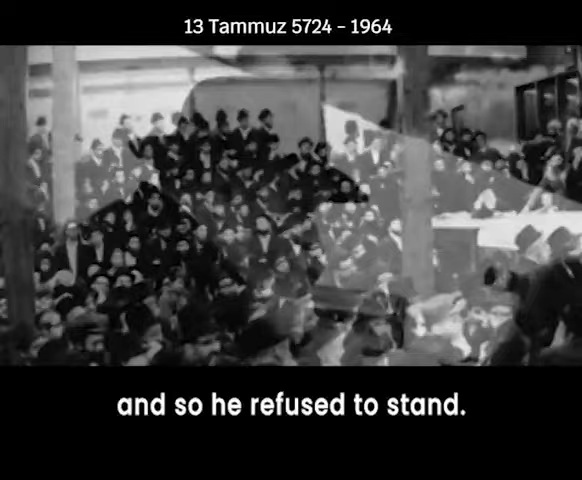 13 Tammuz 5724 – 1964
and so he refused to stand.